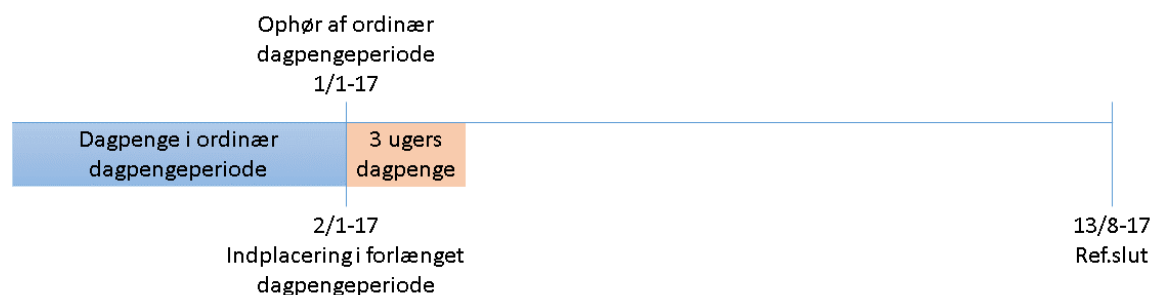 Ophør af ordinær
dagpengeperiode
1/1-17
Dagpenge i ordinær
dagpengeperiode
3 ugers
dagpenge
2/1-17
Indplacering i forlænget
dagpengeperiode
13/8-17
Ref.slut